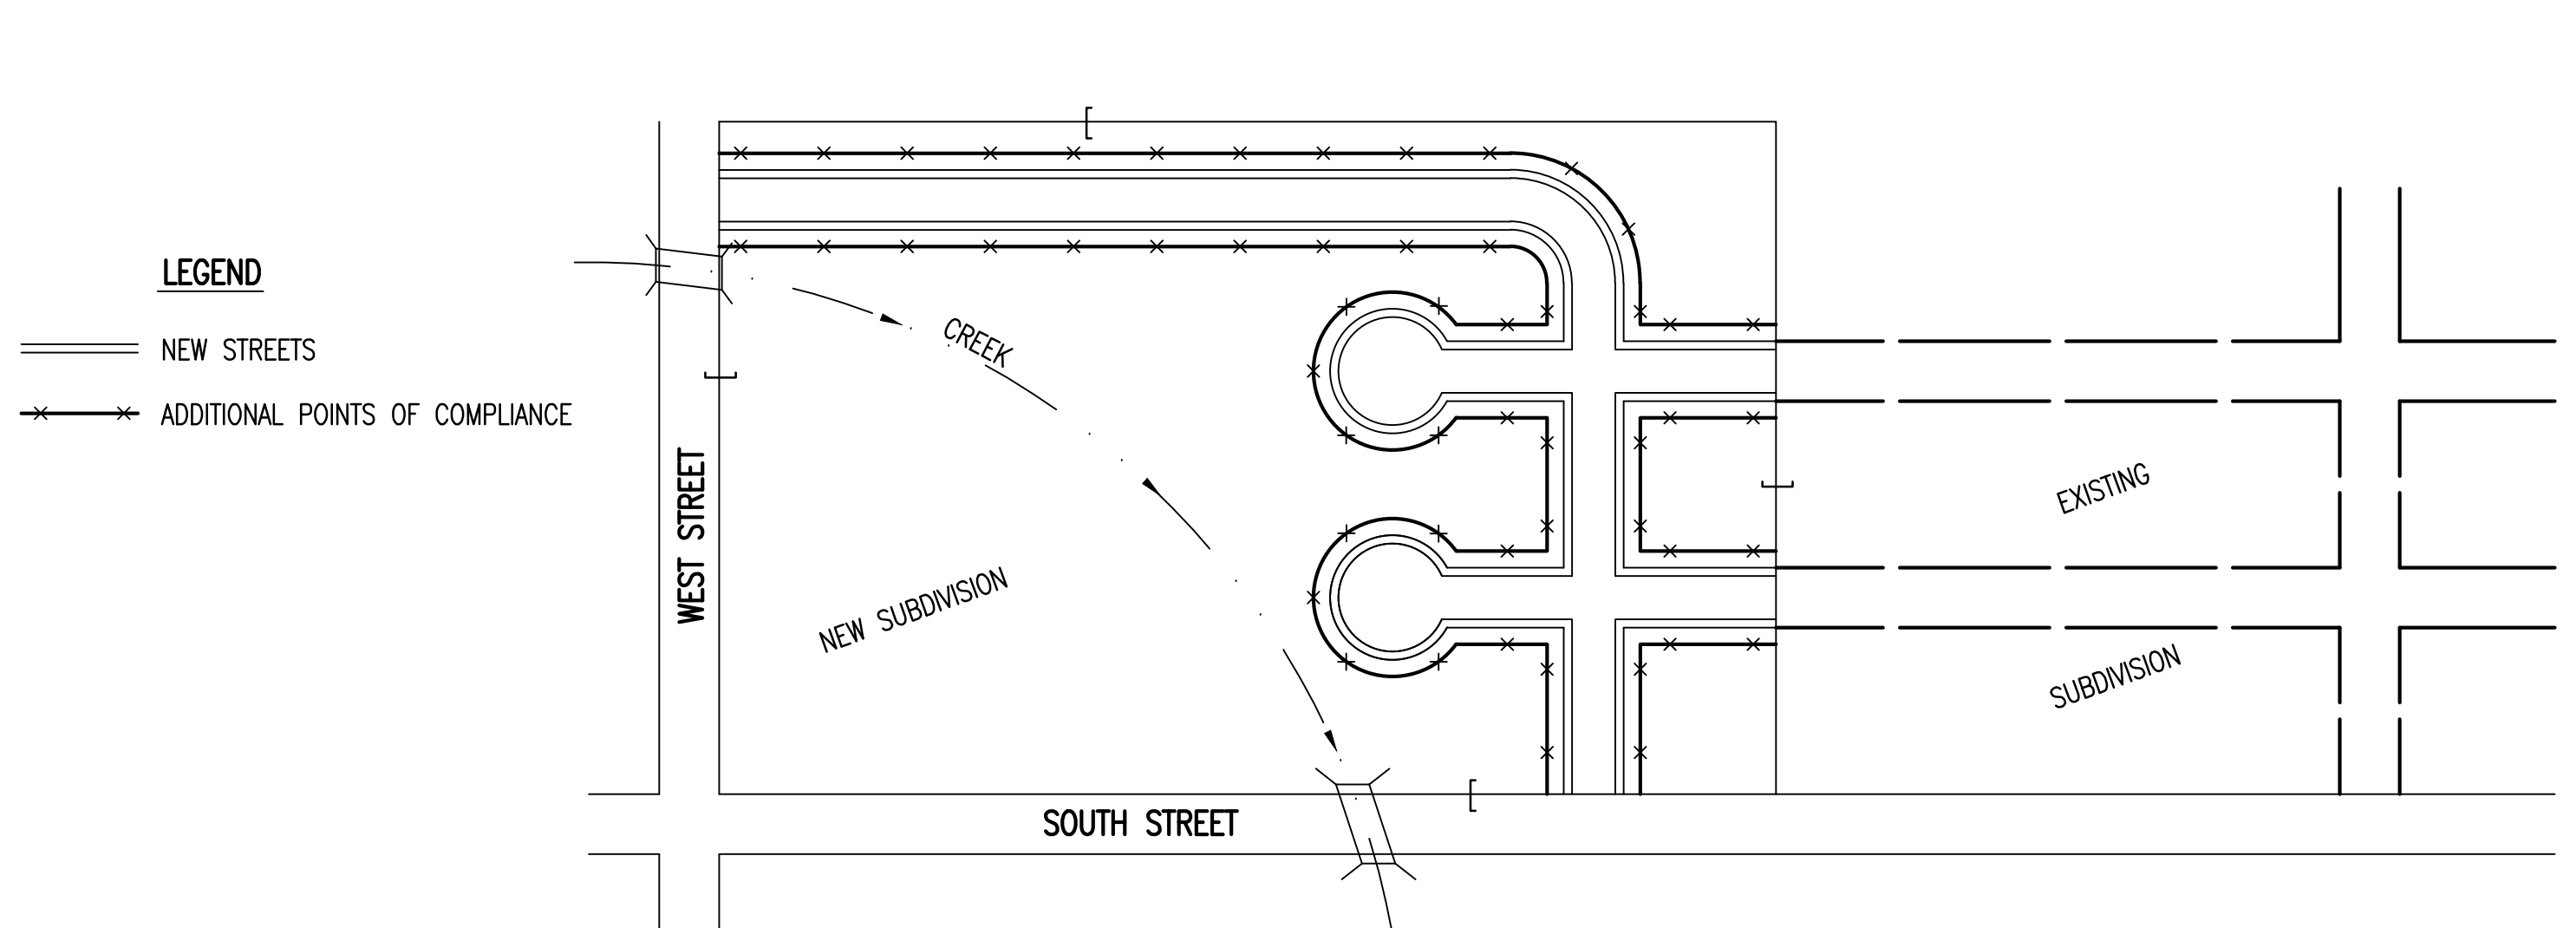 LEGEND
NEW STREETS
ADDITIONAL POINTS OF COMPLIANCE
WEST STREET
CREEK
NEW SUBDIVISION
SOUTH STREET
EXISTING
SUBDIVISION